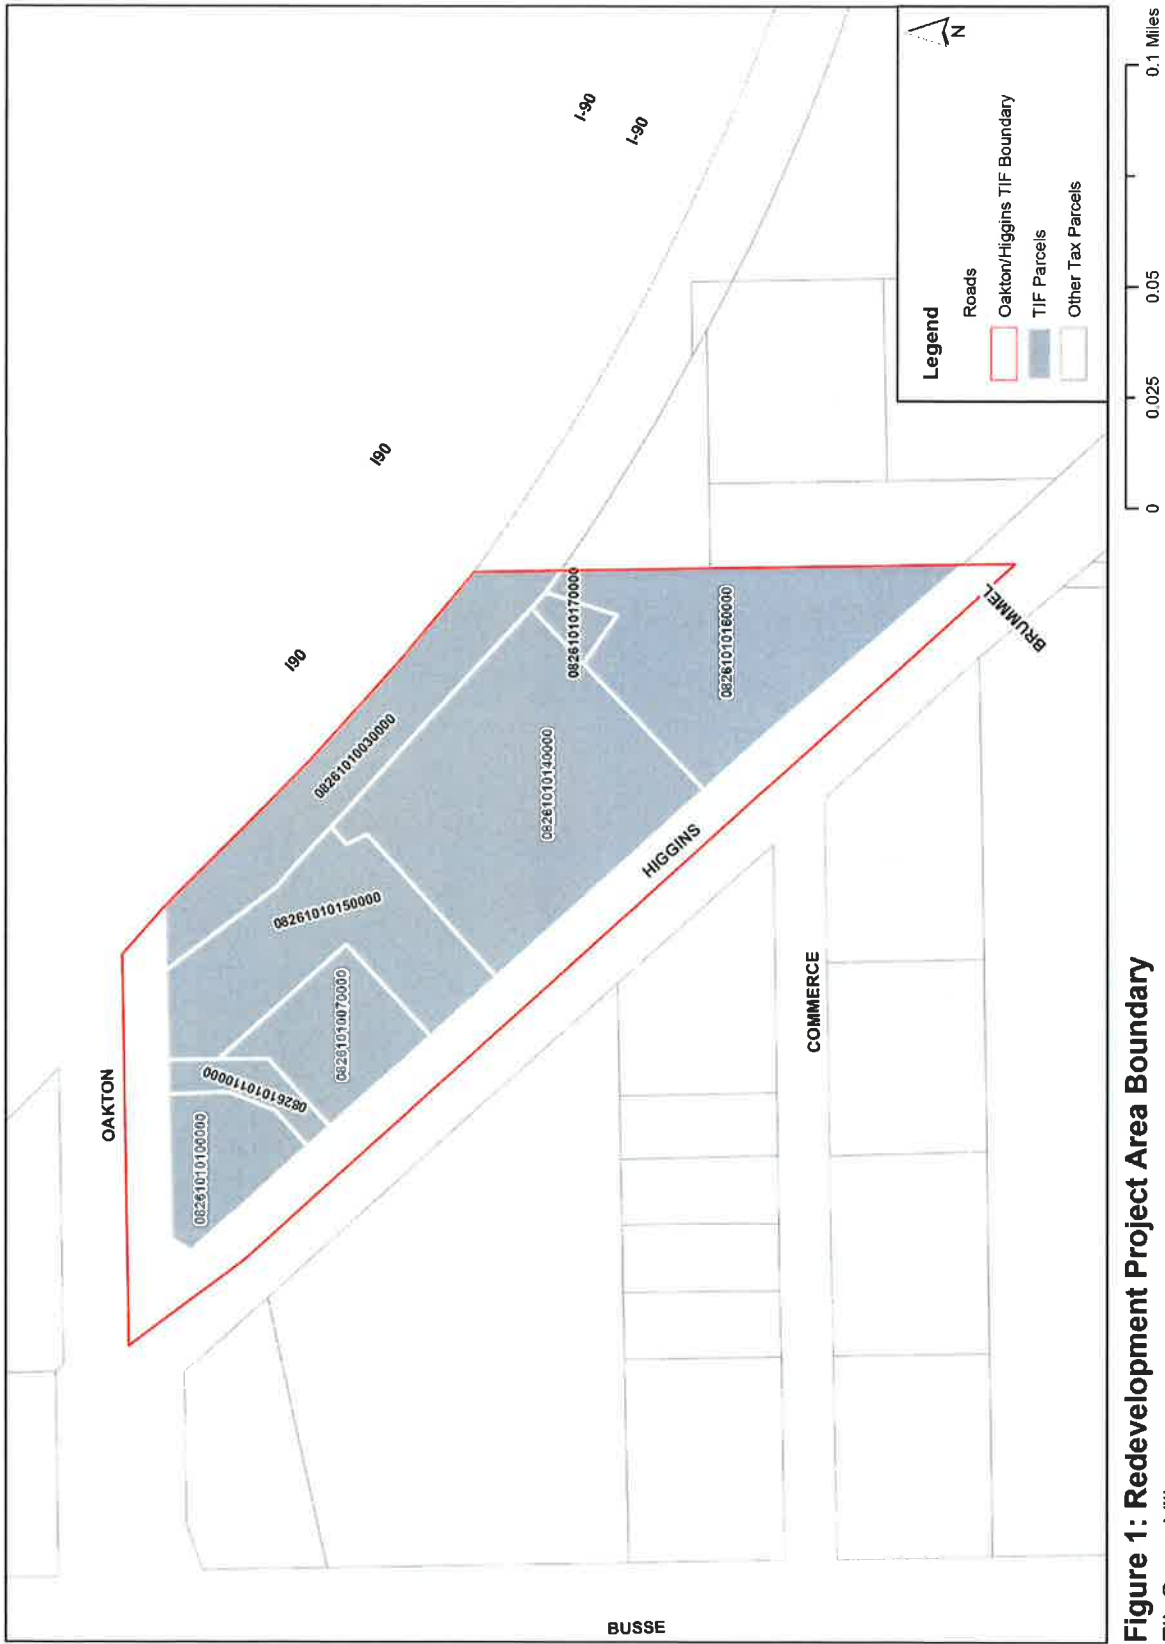 OAKTON
I90
I90
I-90
I-90
08261010100000
08261010110000
08261010070000
08261010150000
08261010030000
08261010140000
08261010170000
08261010160000
HIGGINS
BRUMMEL
COMMERCE
BUSSE
N
Legend
Roads
Oakton/Higgins TIF Boundary
TIF Parcels
Other Tax Parcels
0 0.025 0.05 0.1 Miles
Figure 1: Redevelopment Project Area Boundary